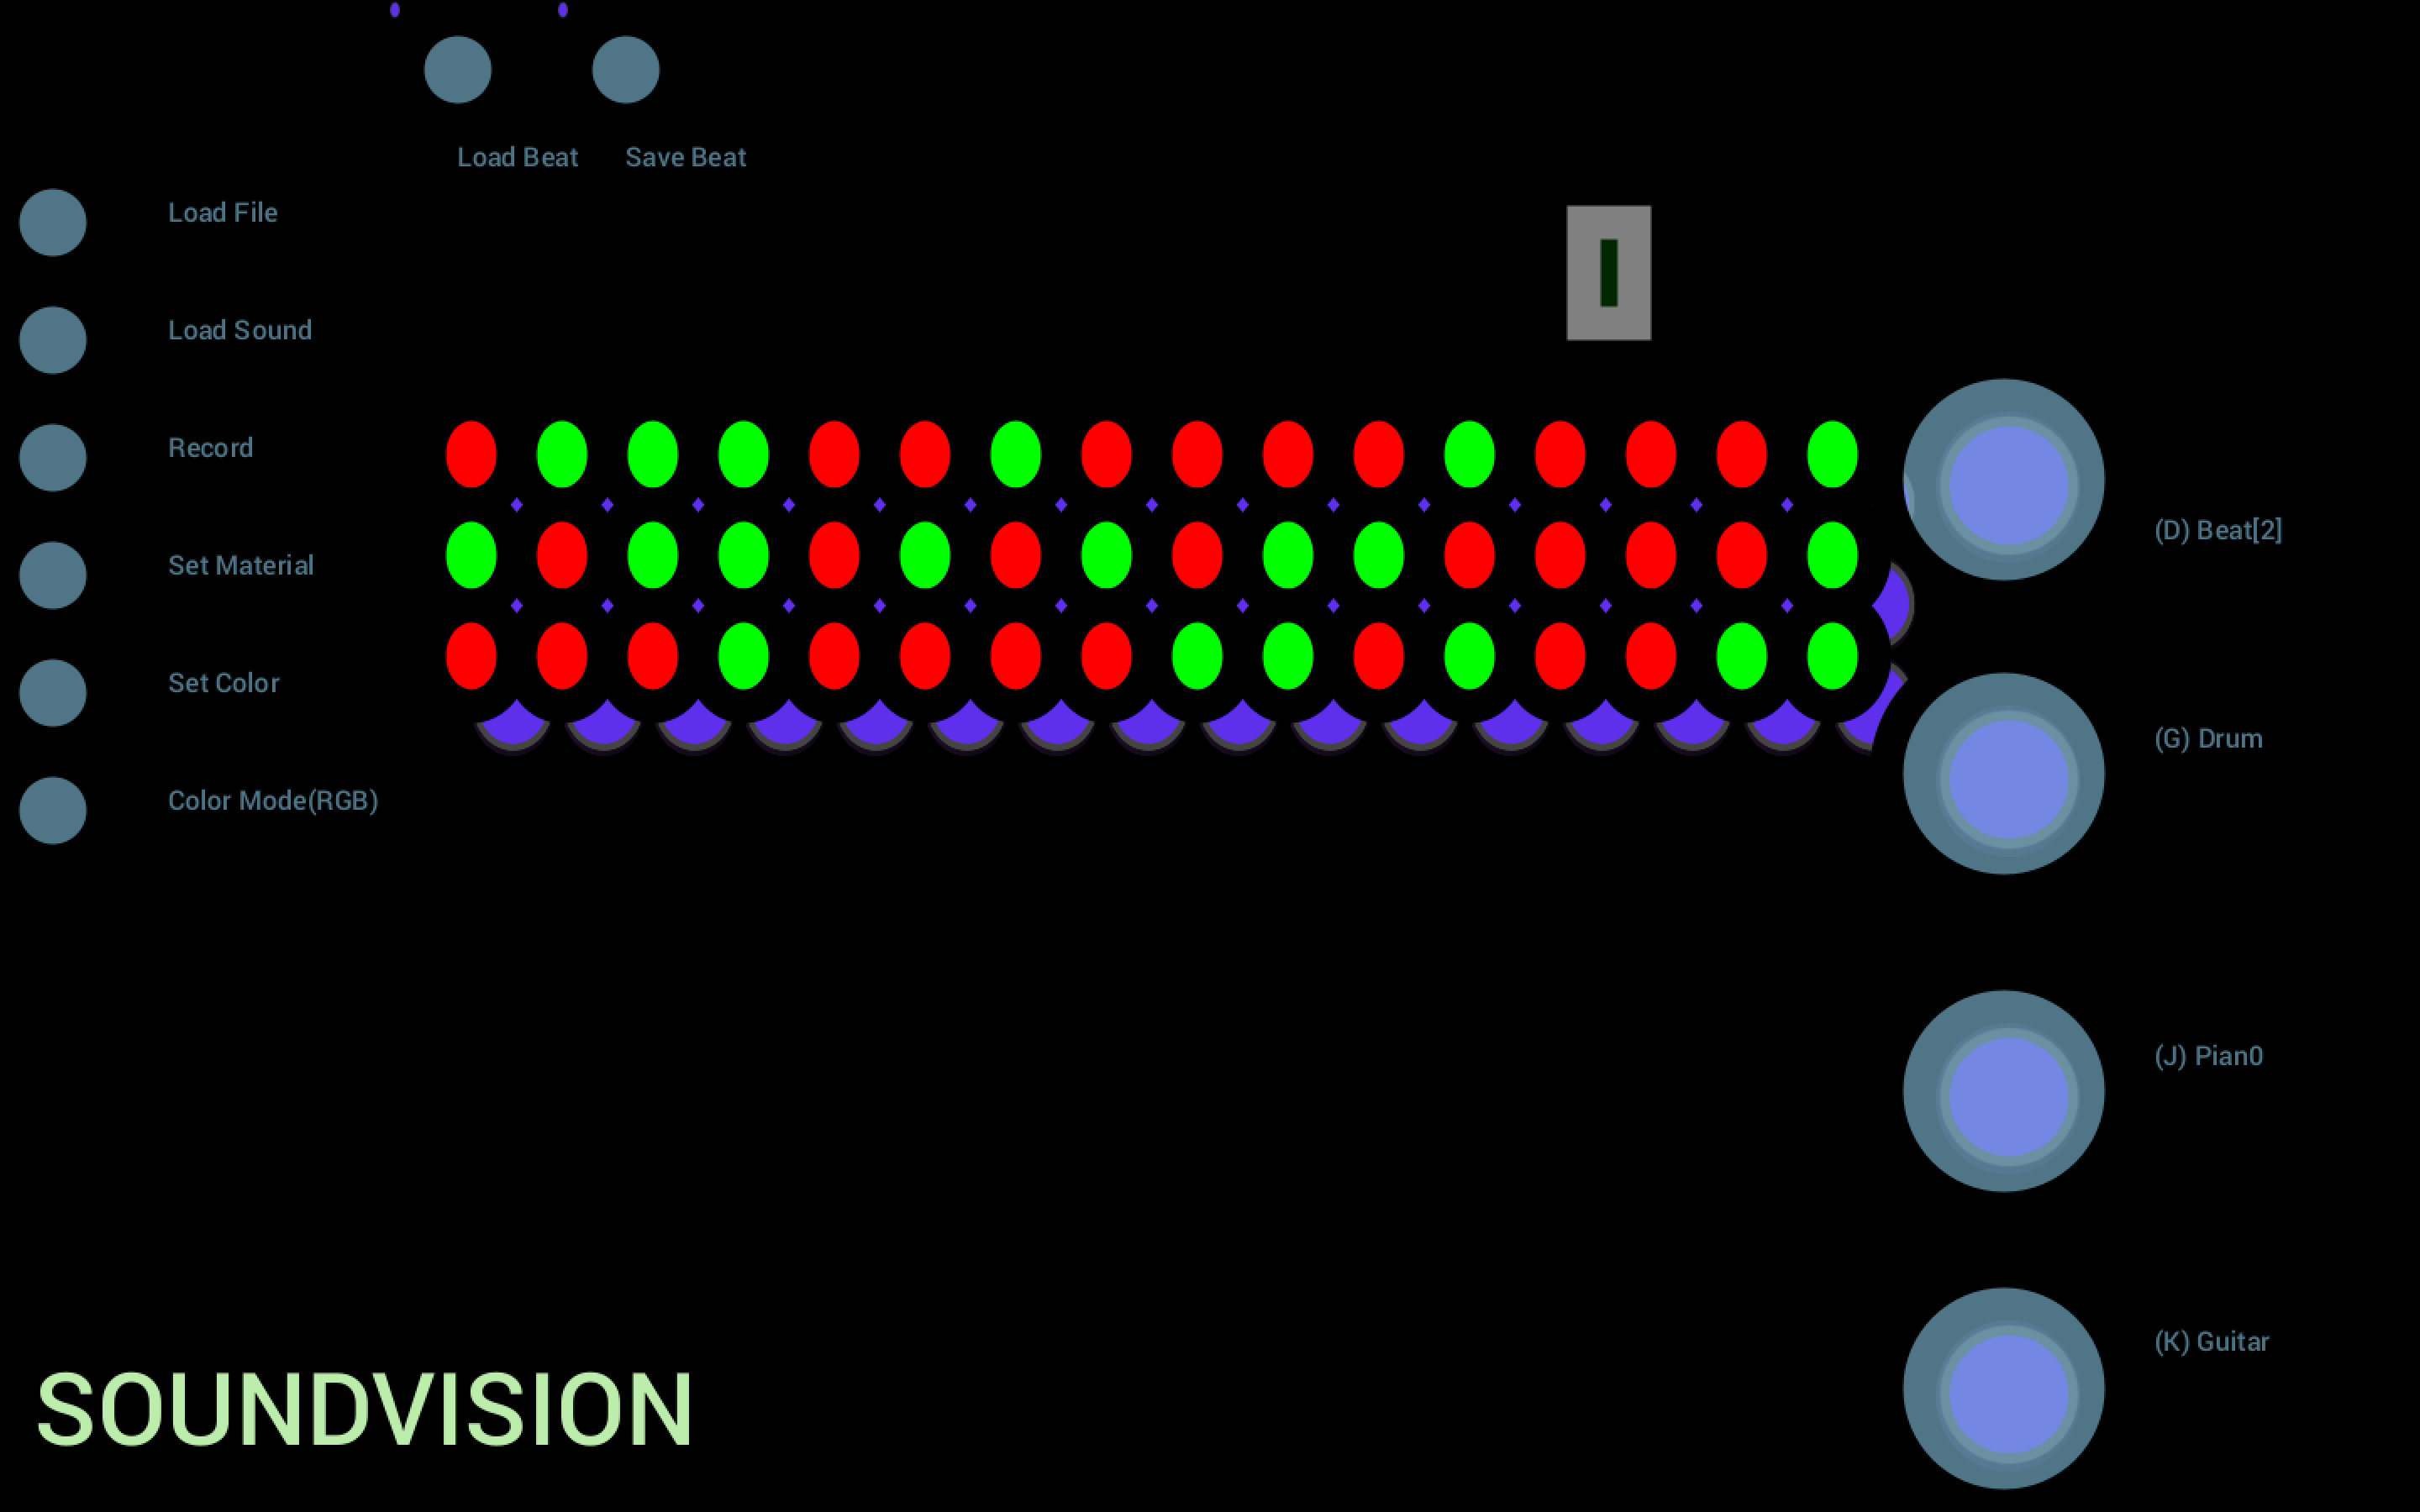 Load Beat
Save Beat
Load File
Load Sound
Record
Set Material
Set Color
Color Mode(RGB)
(D) Beat[2]
(G) Drum
(J) Pian0
(K) Guitar
SOUNDVISION